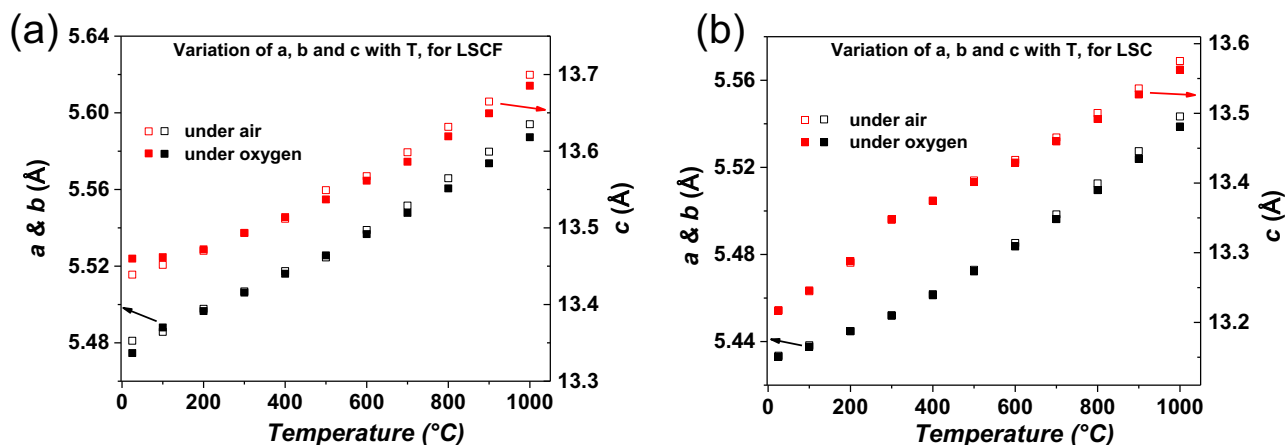 (a)
Variation of a, b and c with T, for LSCF
under air
under oxygen
a & b (Å)
5.64
5.60
5.56
5.52
5.48
c (Å)
13.7
13.6
13.5
13.4
13.3
0 200 400 600 800 1000
Temperature (°C)
(b)
Variation of a, b and c with T, for LSC
under air
under oxygen
a & b (Å)
5.56
5.52
5.48
5.44
c (Å)
13.6
13.5
13.4
13.3
13.2
0 200 400 600 800 1000
Temperature (°C)